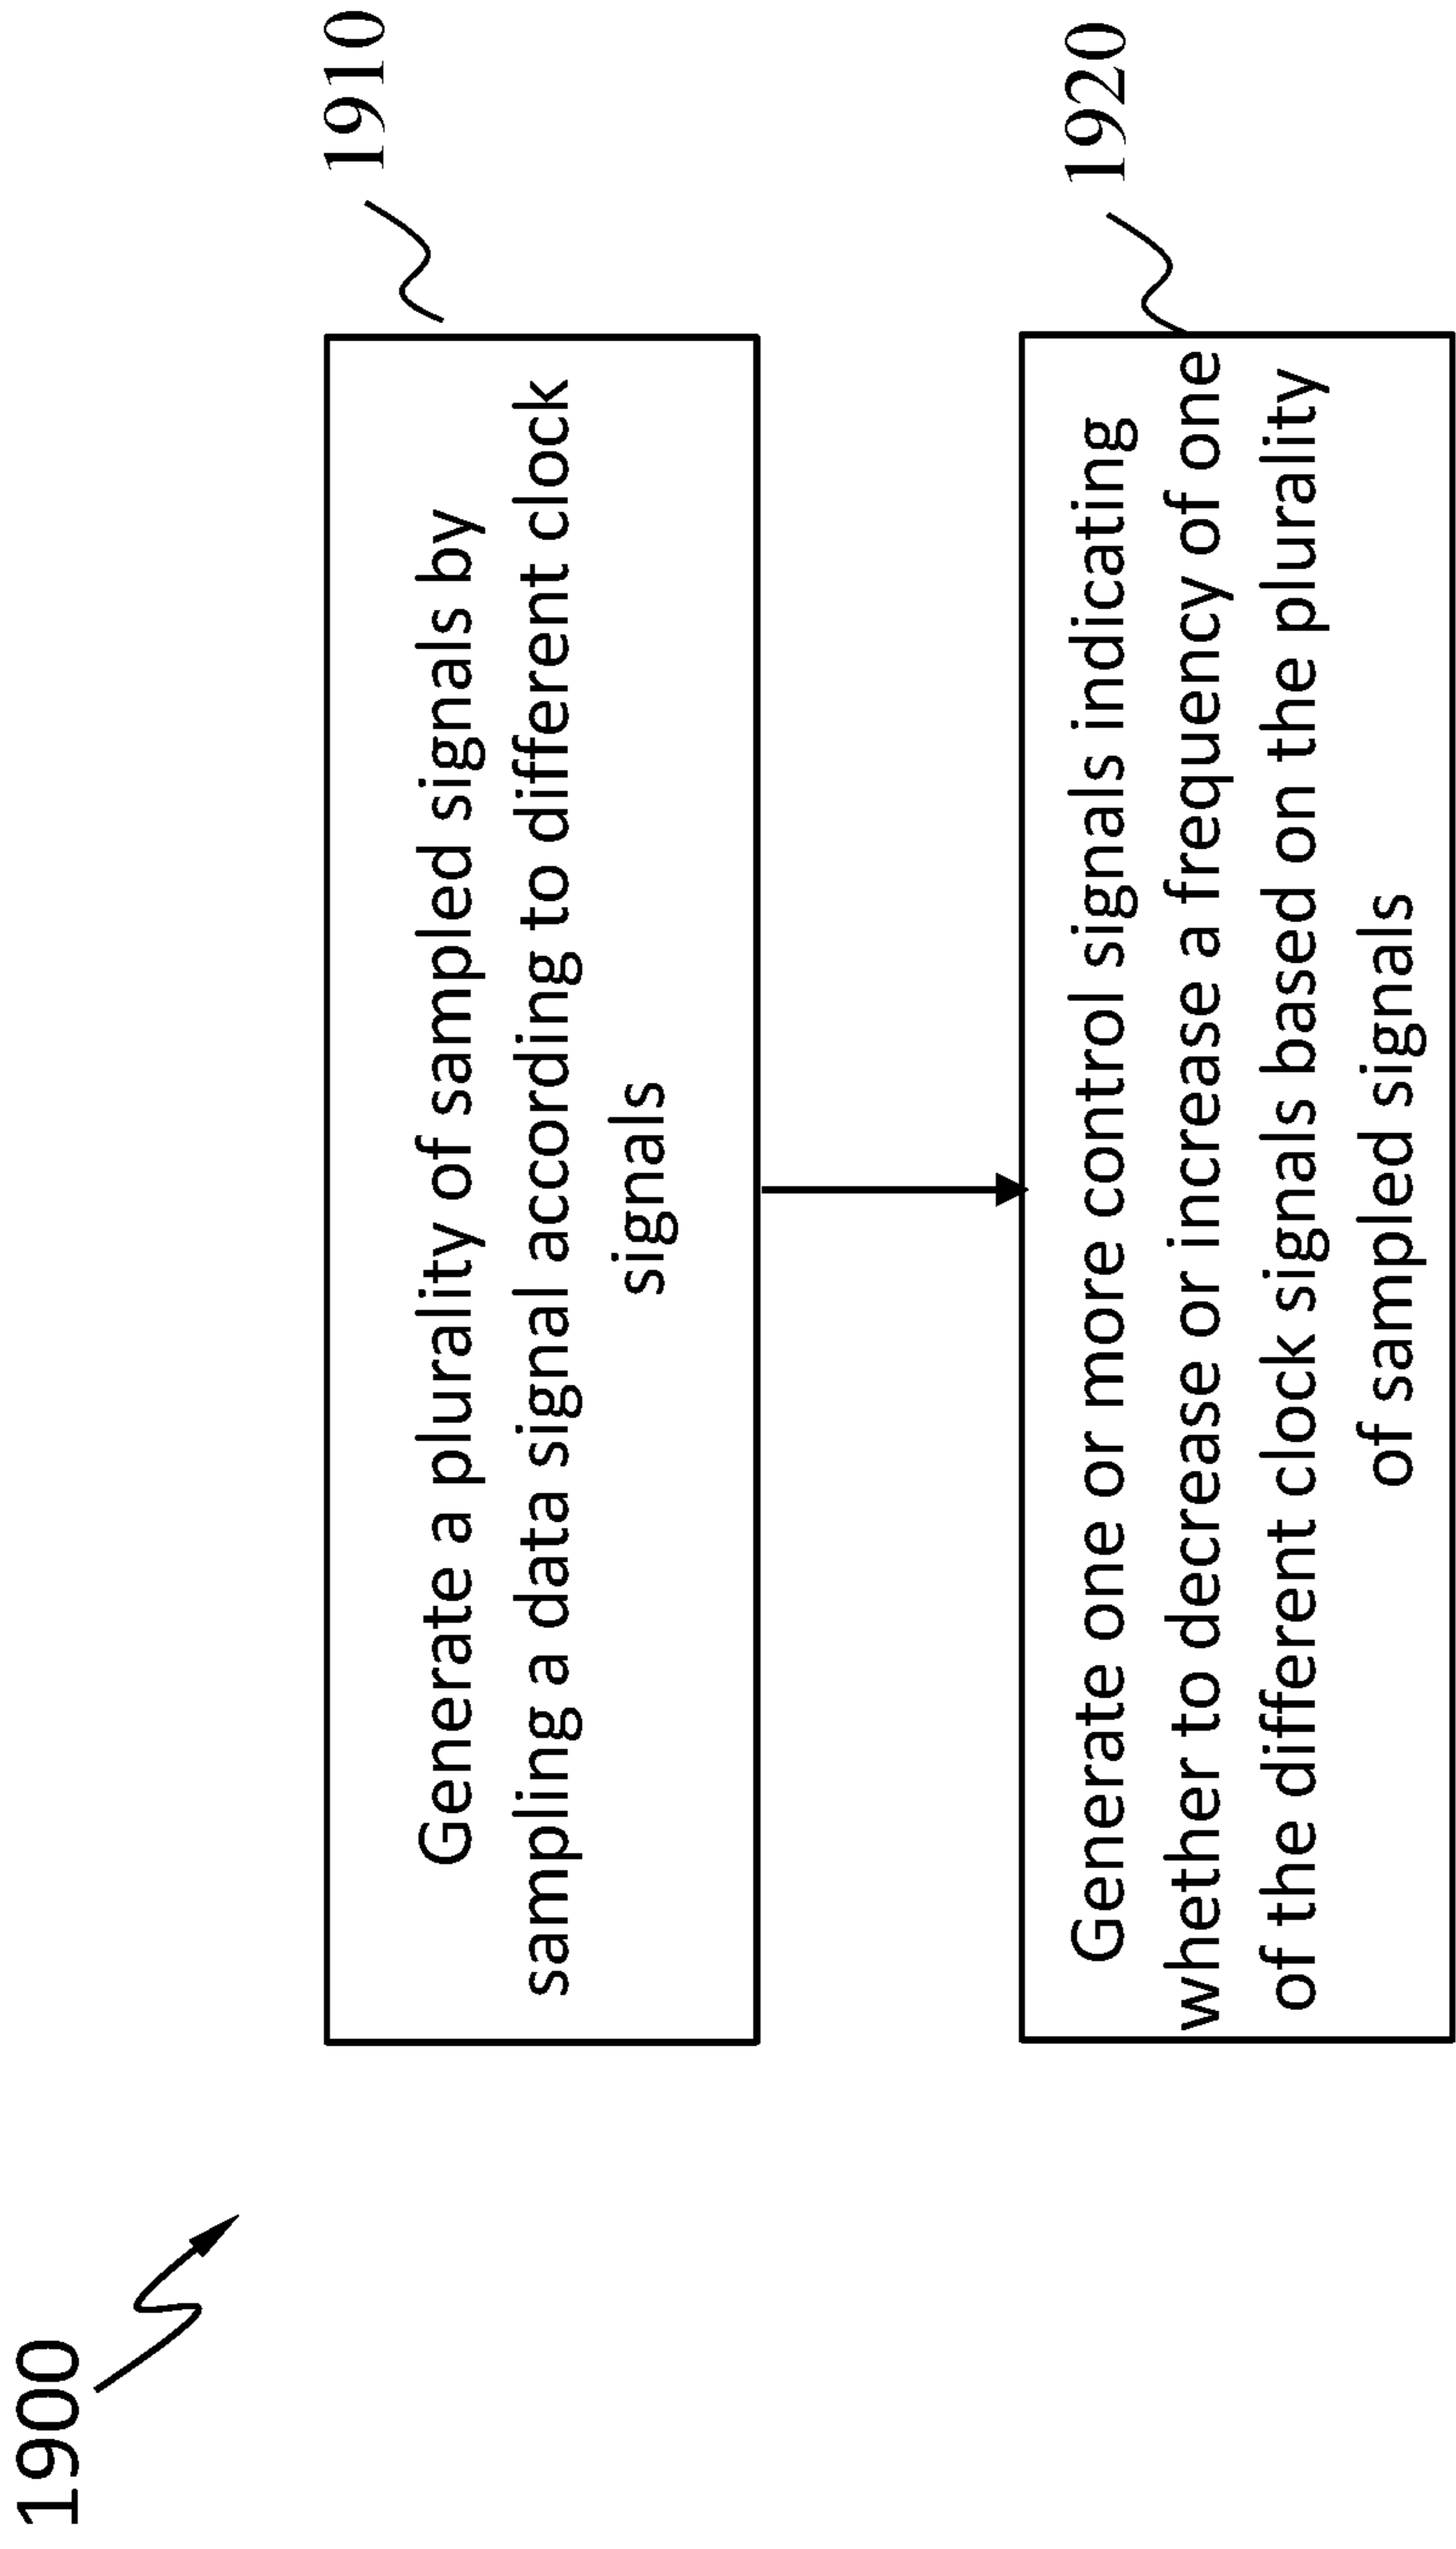 1900
1910
Generate a plurality of sampled signals by
sampling a data signal according to different clock
signals
1920
Generate one or more control signals indicating
whether to decrease or increase a frequency of one
of the different clock signals based on the plurality
of sampled signals